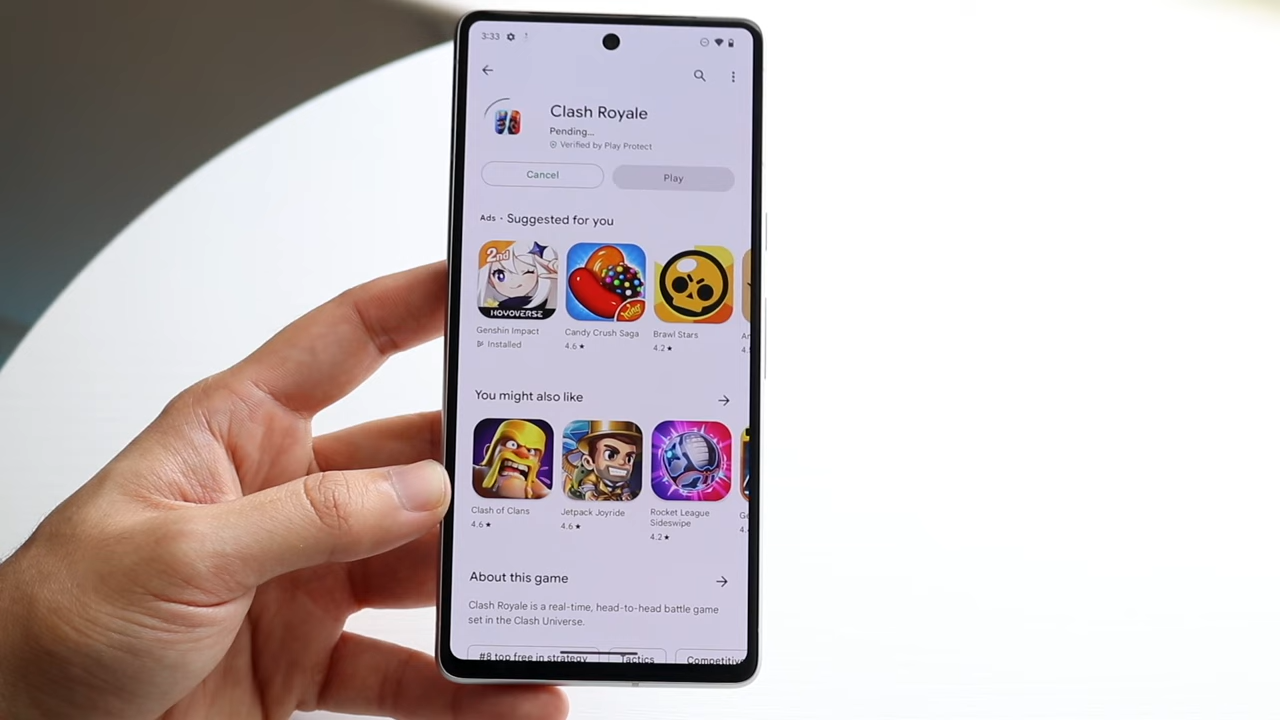 3:33
Clash Royale
Pending...
Verified by Play Protect
Cancel
Play
Ads · Suggested for you
2nd
HOYOVERSE
King
Genshin Impact
Installed
Candy Crush Saga
4.6★
Brawl Stars
4.2★
You might also like
Clash of Clans
4.6★
Jetpack Joyride
4.6★
Rocket League
Sideswipe
4.2★
About this game
Clash Royale is a real-time, head-to-head battle game
set in the Clash Universe.
#8 top free in strategy
Tactics